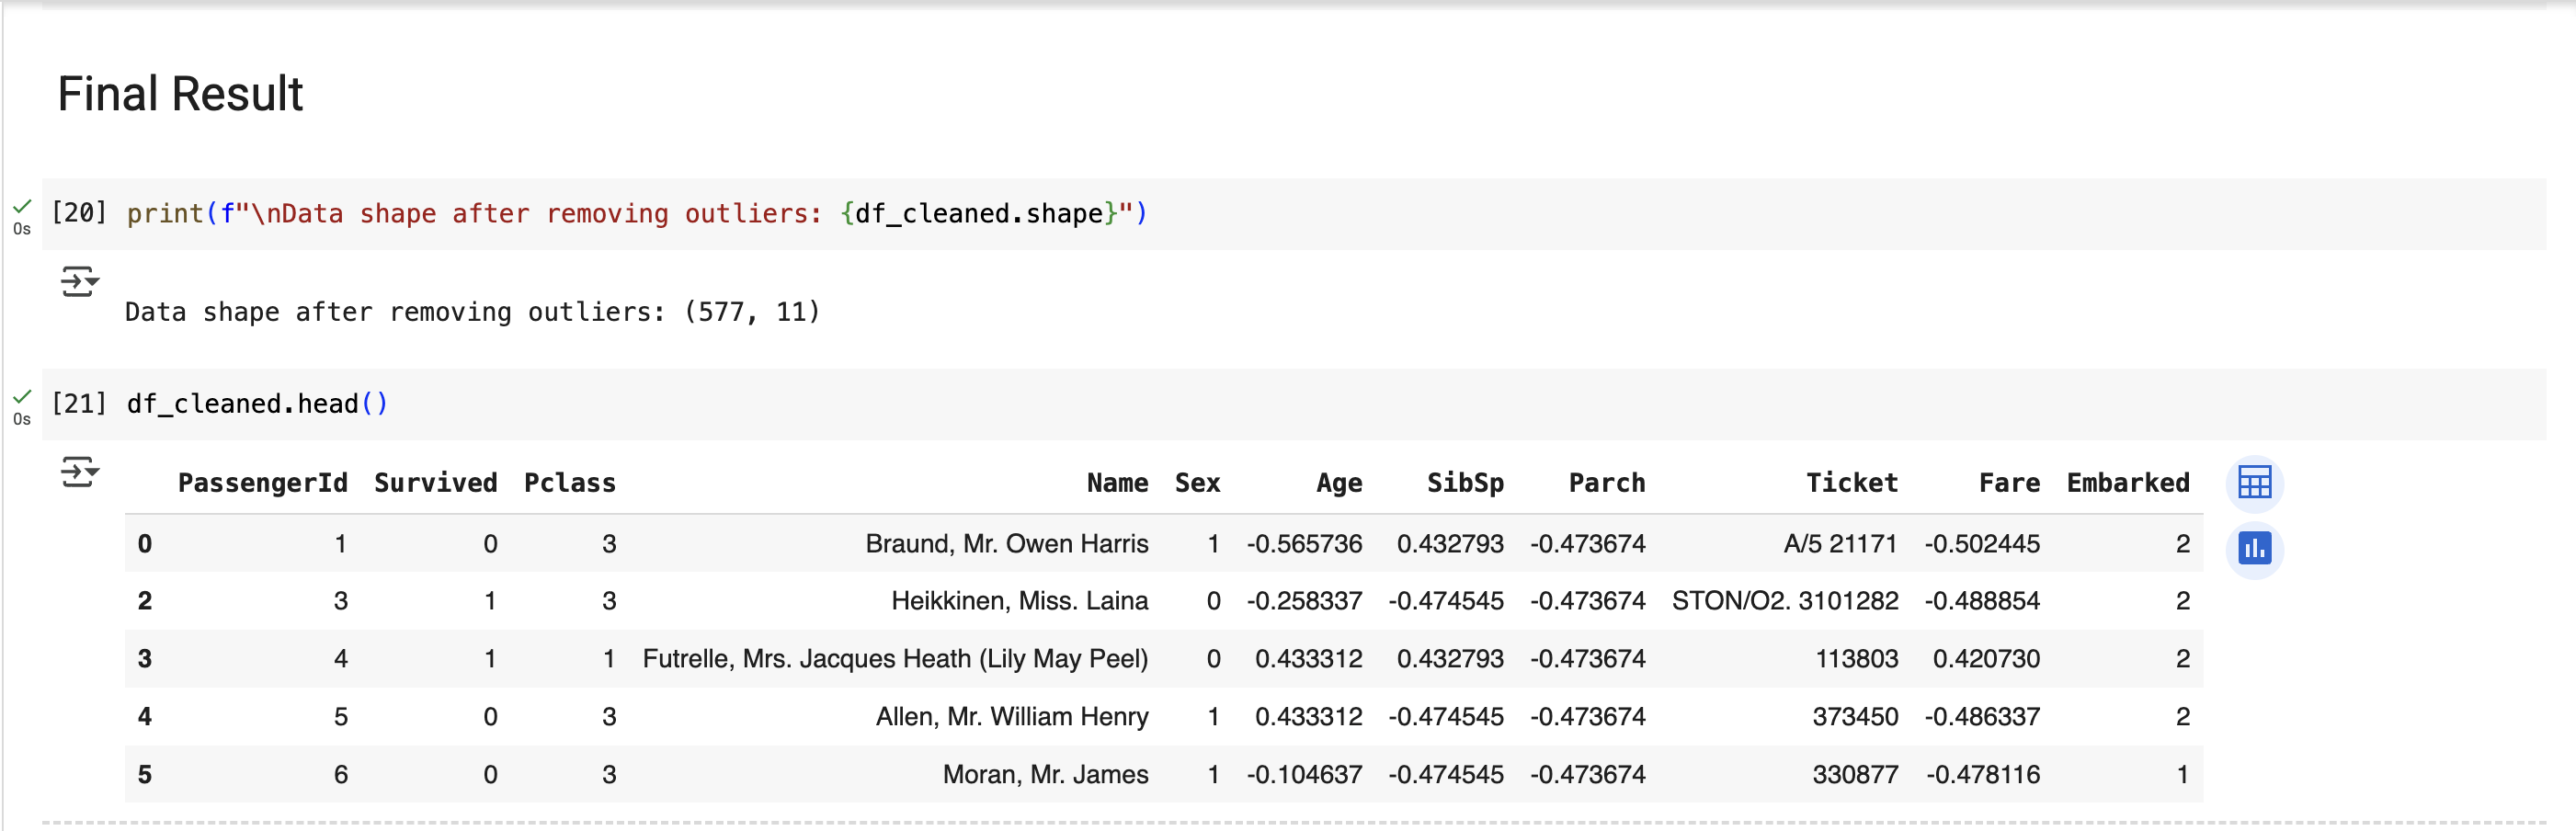 Final Result
0s [20] print(f"\nData shape after removing outliers: {df_cleaned.shape}")
Data shape after removing outliers: (577, 11)
0s [21] df_cleaned.head()
PassengerId Survived Pclass Name Sex Age SibSp Parch Ticket Fare Embarked
0 1 0 3 Braund, Mr. Owen Harris 1 -0.565736 0.432793 -0.473674 A/5 21171 -0.502445 2
2 3 1 3 Heikkinen, Miss. Laina 0 -0.258337 -0.474545 -0.473674 STON/O2. 3101282 -0.488854 2
3 4 1 1 Futrelle, Mrs. Jacques Heath (Lily May Peel) 0 0.433312 0.432793 -0.473674 113803 0.420730 2
4 5 0 3 Allen, Mr. William Henry 1 0.433312 -0.474545 -0.473674 373450 -0.486337 2
5 6 0 3 Moran, Mr. James 1 -0.104637 -0.474545 -0.473674 330877 -0.478116 1